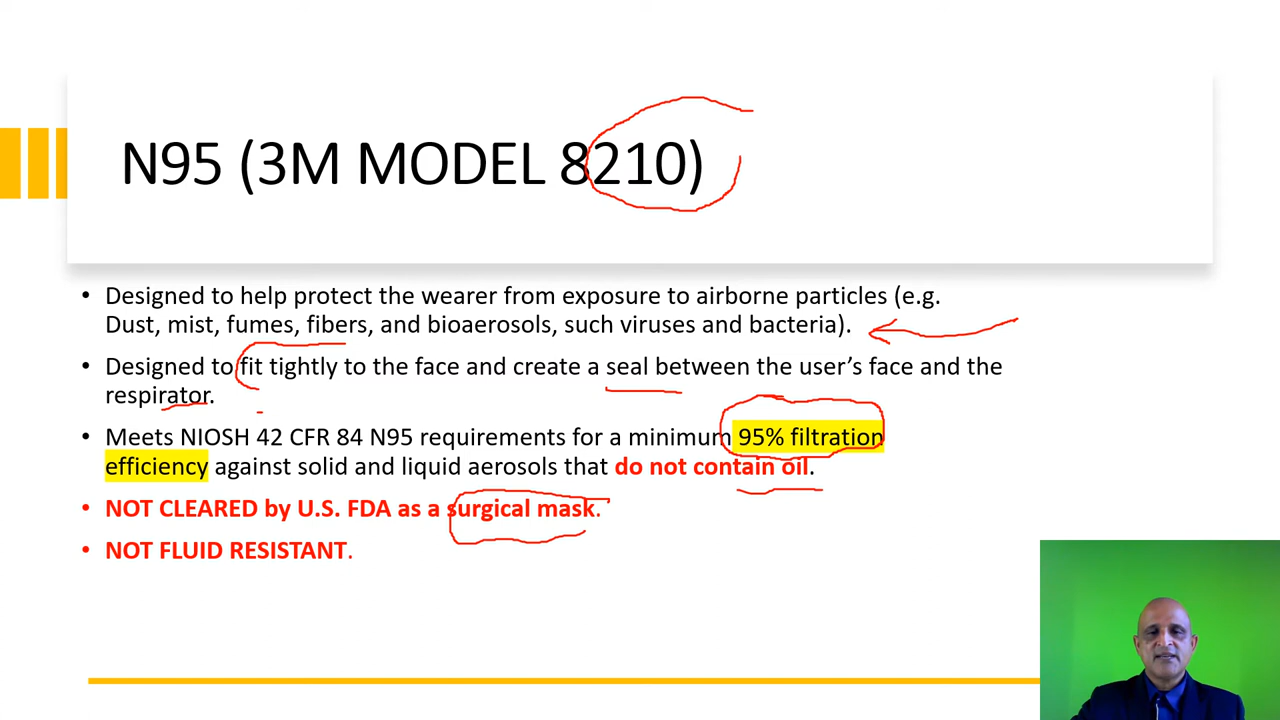 N95 (3M MODEL 8210)
• Designed to help protect the wearer from exposure to airborne particles (e.g.
Dust, mist, fumes, fibers, and bioaerosols, such viruses and bacteria).
• Designed to fit tightly to the face and create a seal between the user’s face and the
respirator.
• Meets NIOSH 42 CFR 84 N95 requirements for a minimum 95% filtration
efficiency against solid and liquid aerosols that do not contain oil.
• NOT CLEARED by U.S. FDA as a surgical mask.
• NOT FLUID RESISTANT.